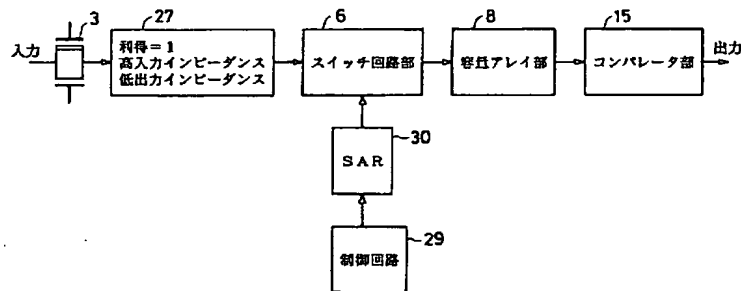 3
27
6
8
15
入力
利得=1
高入力インピーダンス
低出力インピーダンス
スイッチ回路部
容量アレイ部
コンパレータ部
出力
30
SAR
29
制御回路